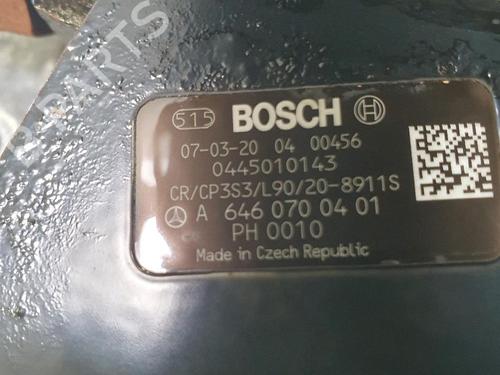 515 BOSCH
07-03-20 04 00456
0445010143
CR/CP3S3/L90/20-8911S
A 646 070 04 01
PH 0010
Made in Czech Republic